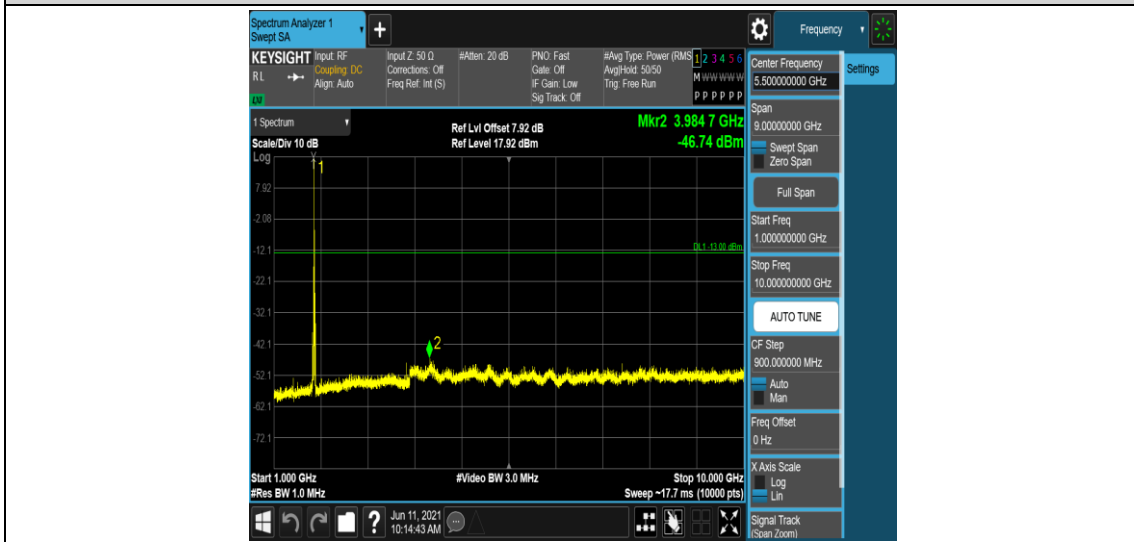 Spectrum Analyzer 1
Swept SA
+
Frequency
KEYSIGHT
RL
LXI
Input: RF
Coupling: DC
Align: Auto
Input Z: 50 Ω
Corrections: Off
Freq Ref: Int (S)
#Atten: 20 dB
PNO: Fast
Gate: Off
IF Gain: Low
Sig Track: Off
#Avg Type: Power (RMS
Avg|Hold: 50/50
Trig: Free Run
1 2 3 4 5 6
M W W W W W
P P P P P P
1 Spectrum
Scale/Div 10 dB
Log
Ref Lvl Offset 7.92 dB
Ref Level 17.92 dBm
Mkr2 3.984 7 GHz
-46.74 dBm
1
7.92
-2.08
-12.1
DL1 -13.00 dBm
-22.1
-32.1
-42.1
2
-52.1
-62.1
-72.1
Start 1.000 GHz
#Res BW 1.0 MHz
#Video BW 3.0 MHz
Stop 10.000 GHz
Sweep ~17.7 ms (10000 pts)
?
Jun 11, 2021
10:14:43 AM
Center Frequency
5.500000000 GHz
Settings
Span
9.00000000 GHz
Swept Span
Zero Span
Full Span
Start Freq
1.000000000 GHz
Stop Freq
10.000000000 GHz
AUTO TUNE
CF Step
900.000000 MHz
Auto
Man
Freq Offset
0 Hz
X Axis Scale
Log
Lin
Signal Track
(Span Zoom)